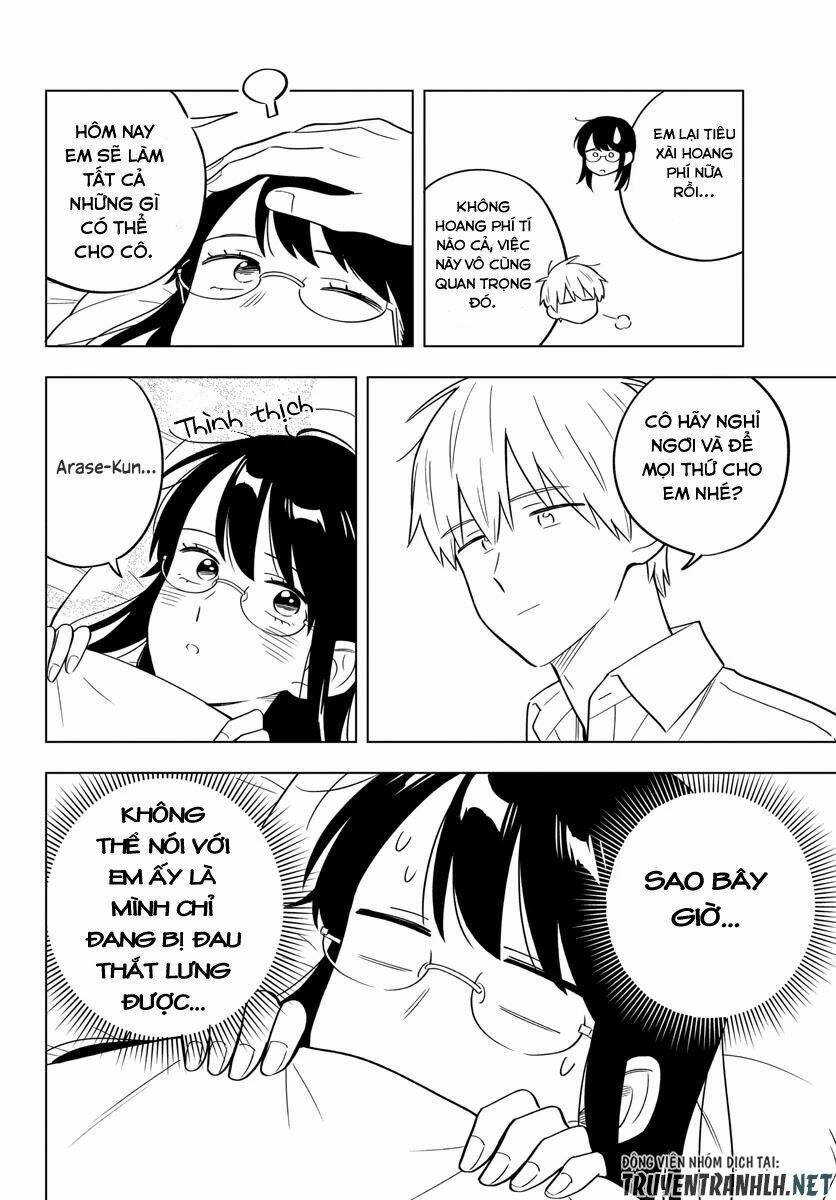 HÔM NAY
EM SẼ LÀM
TẤT CẢ
NHỮNG GÌ
CÓ THỂ
CHO CÔ.
EM LẠI TIÊU
XÀI HOANG
PHÍ NỮA
RỒI...
KHÔNG
HOANG PHÍ TÍ
NÀO CẢ, VIỆC
NÀY VÔ CÙNG
QUAN TRỌNG
ĐÓ.
Thình thịch
Arase-Kun...
CÔ HÃY NGHỈ
NGƠI VÀ ĐỂ
MỌI THỨ CHO
EM NHÉ?
KHÔNG
THỂ NÓI VỚI
EM ẤY LÀ
MÌNH CHỈ
ĐANG BỊ ĐAU
THẮT LƯNG
ĐƯỢC...
SAO BÂY
GIỜ...
ĐỘNG VIÊN NHÓM DỊCH TẠI:
TRUYENTRANHLH.NET